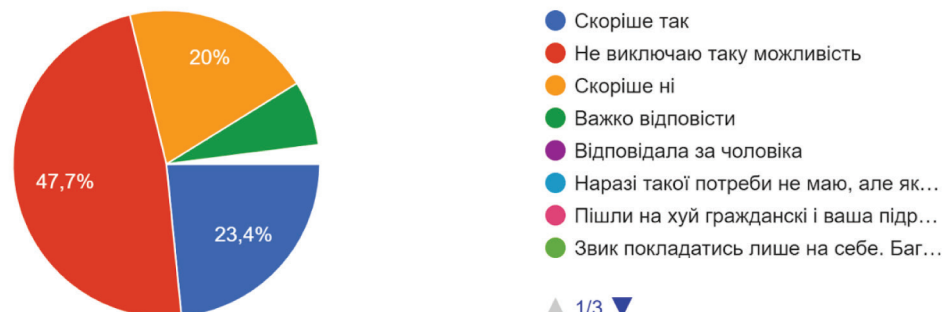 20%
47,7%
23,4%
Скоріше так
Не виключаю таку можливість
Скоріше ні
Важко відповісти
Відповідала за чоловіка
Наразі такої потреби не маю, але як…
Пішли на хуй гражданскі і ваша підр…
Звик покладатись лише на себе. Баг…
1/3